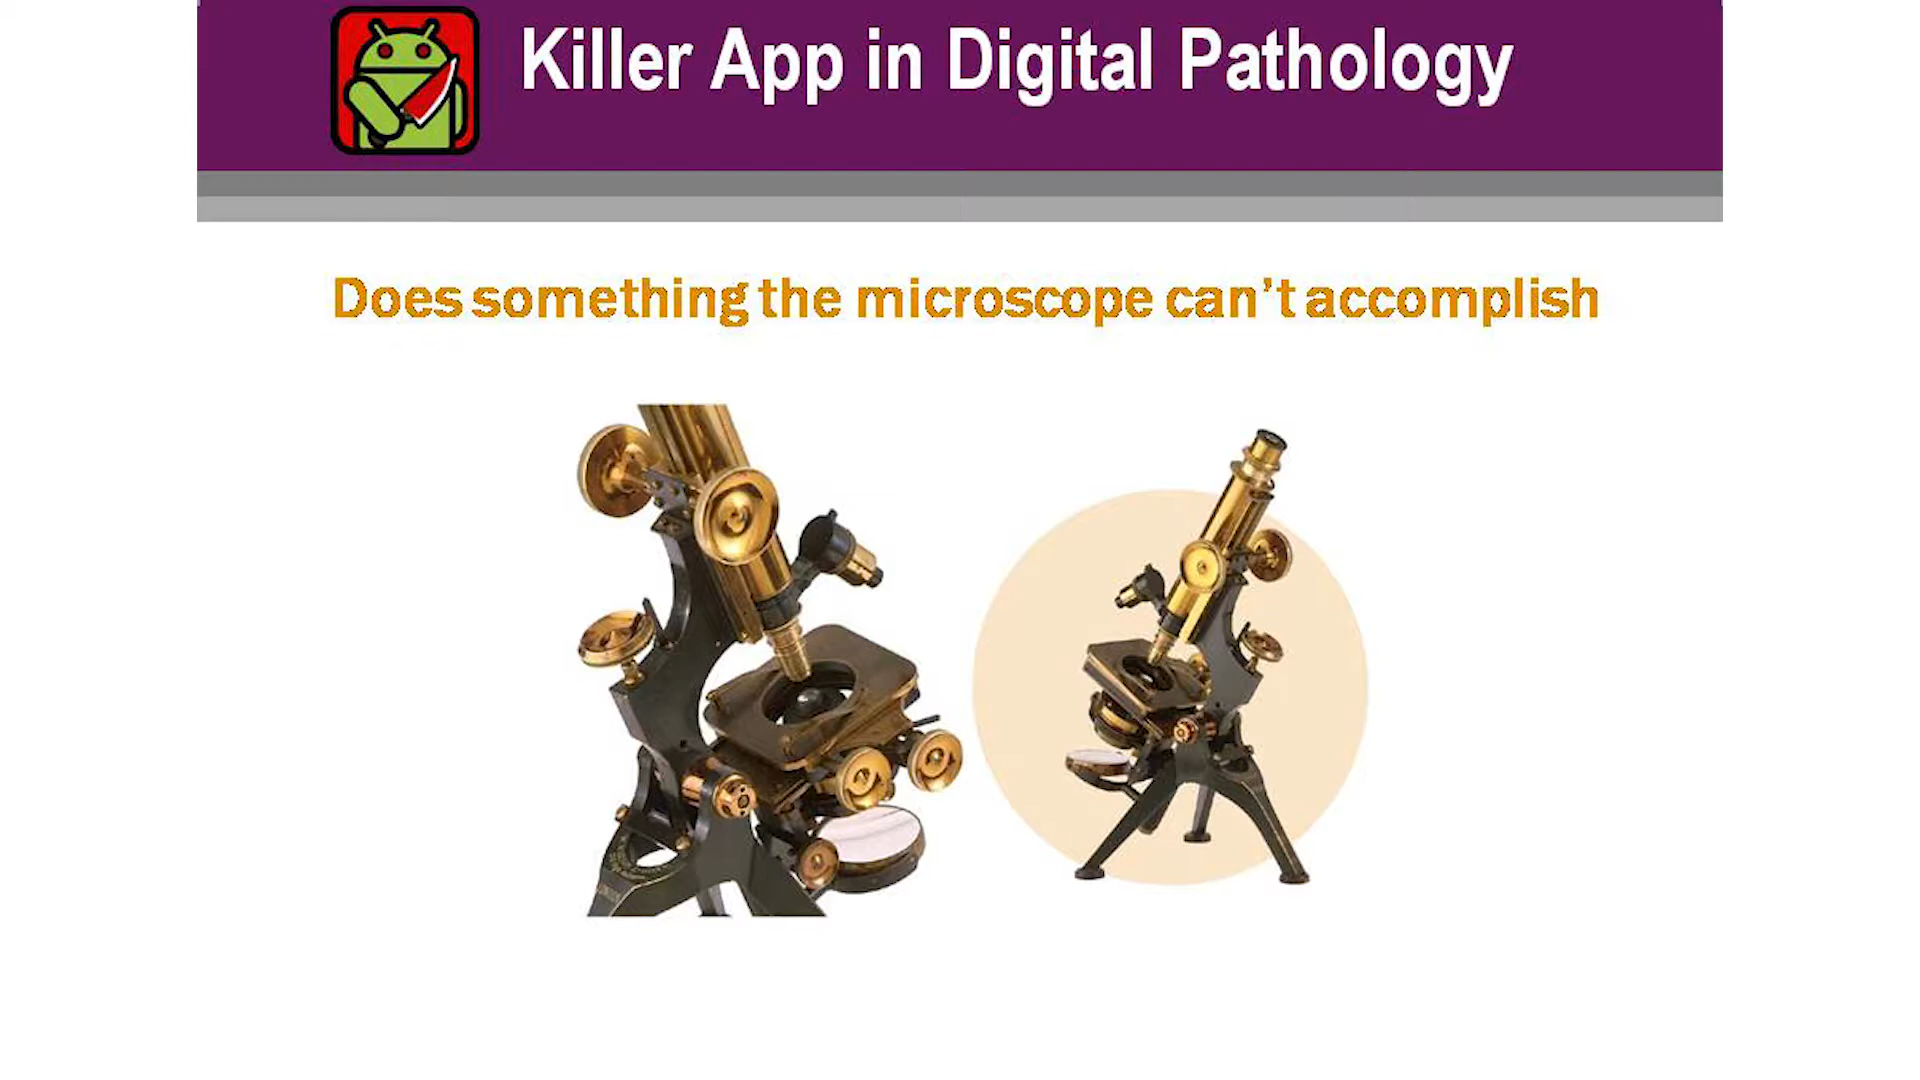 Killer App in Digital Pathology
Does something the microscope can't accomplish